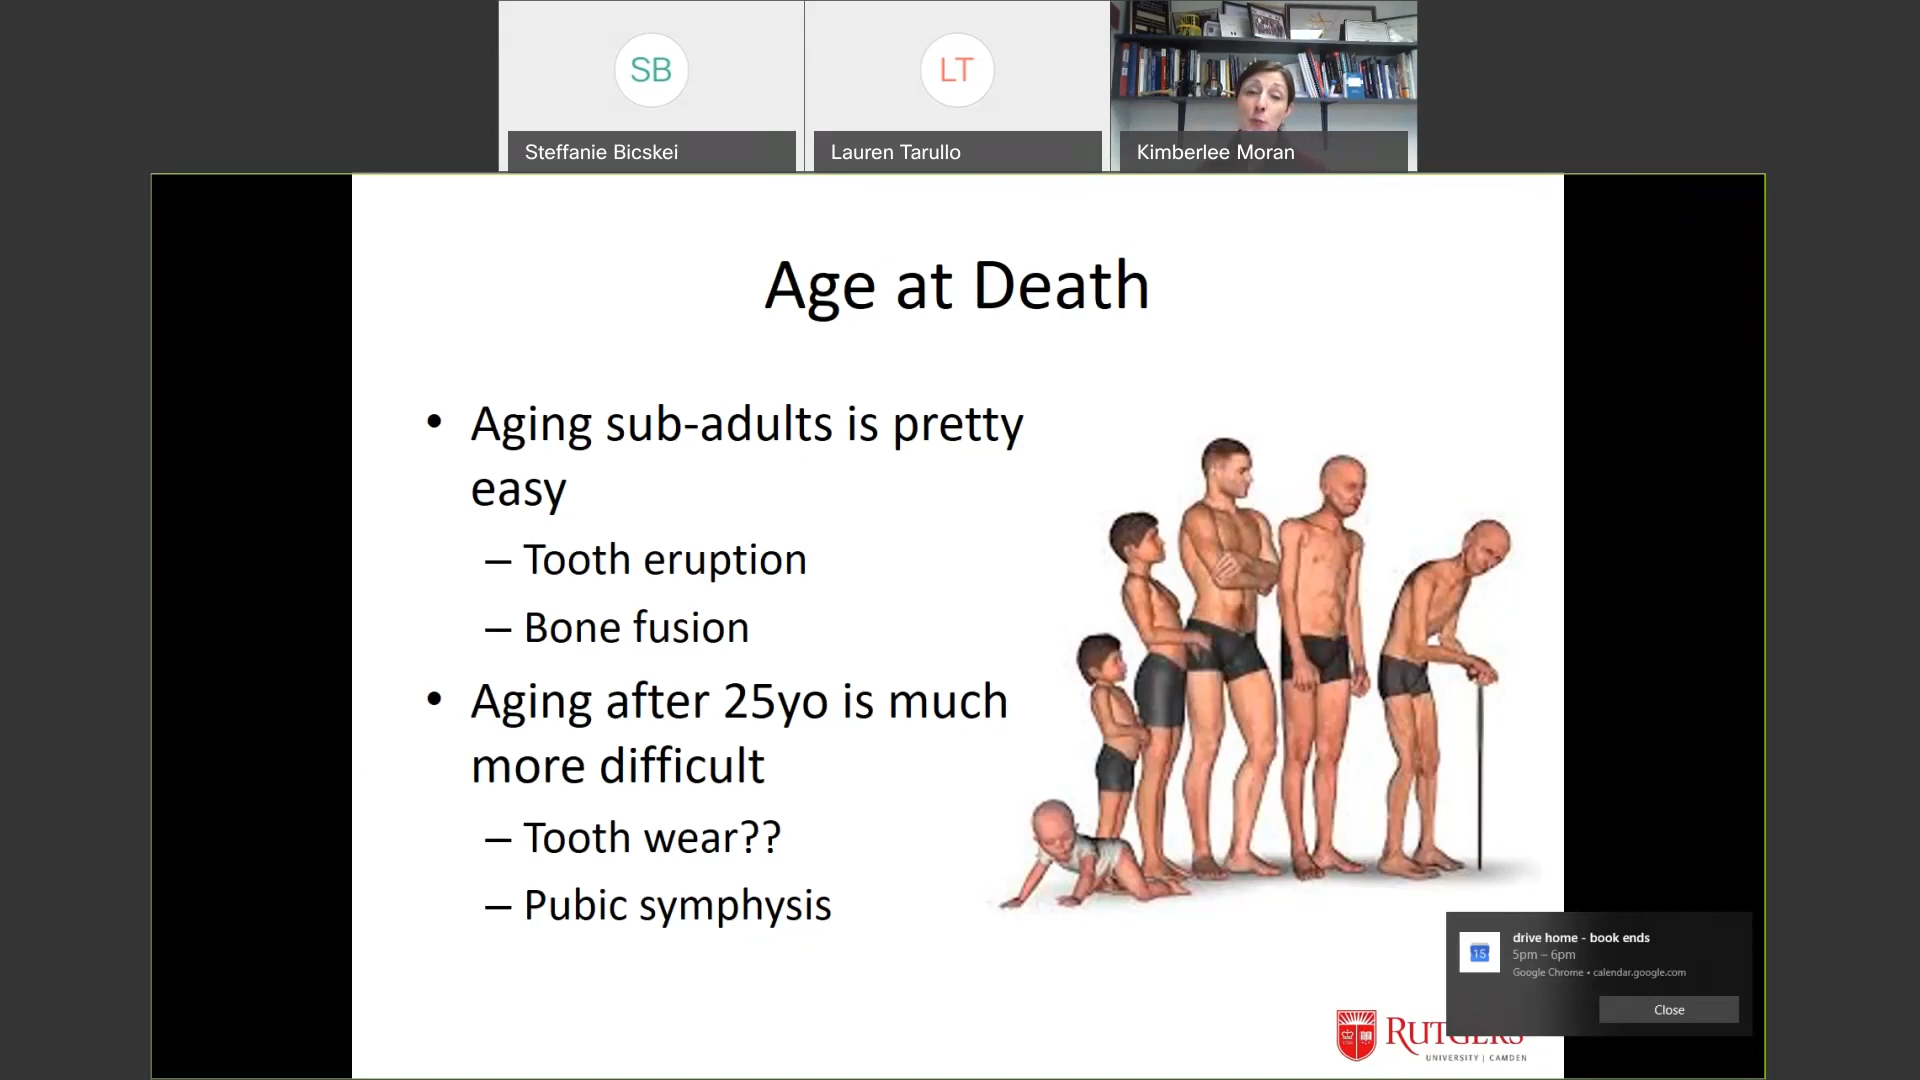 SB
LT
Steffanie Bicskei
Lauren Tarullo
Kimberlee Moran
Age at Death
• Aging sub-adults is pretty
easy
– Tooth eruption
– Bone fusion
• Aging after 25yo is much
more difficult
– Tooth wear??
– Pubic symphysis
15
drive home - book ends
5pm – 6pm
Google Chrome • calendar.google.com
Close
RUTGERS
UNIVERSITY | CAMDEN